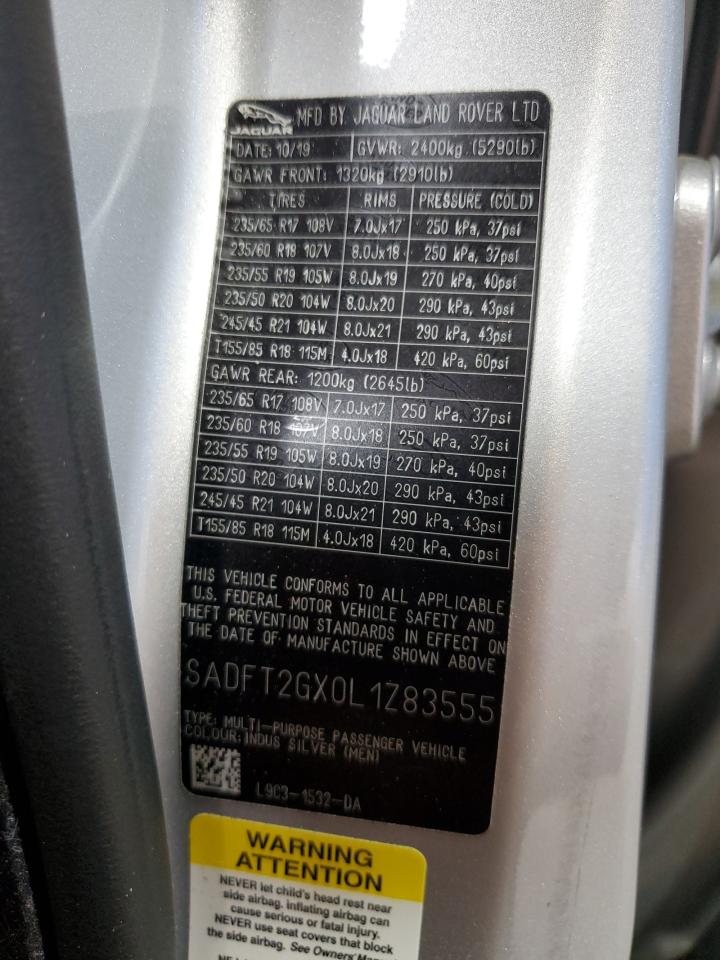 JAGUAR MFD BY JAGUAR LAND ROVER LTD
DATE: 10/19 GVWR: 2400kg (5290lb)
GAWR FRONT: 1320kg (2910lb)
TIRES RIMS PRESSURE (COLD)
235/65 R17 108V 7.0Jx17 250 kPa, 37psi
235/60 R18 107V 8.0Jx18 250 kPa, 37psi
235/55 R19 105W 8.0Jx19 270 kPa, 40psi
235/50 R20 104W 8.0Jx20 290 kPa, 43psi
245/45 R21 104W 8.0Jx21 290 kPa, 43psi
T155/85 R18 115M 4.0Jx18 420 kPa, 60psi
GAWR REAR: 1200kg (2645lb)
235/65 R17 108V 7.0Jx17 250 kPa, 37psi
235/60 R18 107V 8.0Jx18 250 kPa, 37psi
235/55 R19 105W 8.0Jx19 270 kPa, 40psi
235/50 R20 104W 8.0Jx20 290 kPa, 43psi
245/45 R21 104W 8.0Jx21 290 kPa, 43psi
T155/85 R18 115M 4.0Jx18 420 kPa, 60psi
THIS VEHICLE CONFORMS TO ALL APPLICABLE
U.S. FEDERAL MOTOR VEHICLE SAFETY AND
THEFT PREVENTION STANDARDS IN EFFECT ON
THE DATE OF MANUFACTURE SHOWN ABOVE
SADFT2GX0L1Z83555
TYPE: MULTI-PURPOSE PASSENGER VEHICLE
COLOUR: INDUS SILVER (MEN)
L9C3-1532-DA
WARNING
ATTENTION
NEVER let child's head rest near
side airbag. inflating airbag can
cause serious or fatal injury.
NEVER use seat covers that block
the side airbag. See Owners'